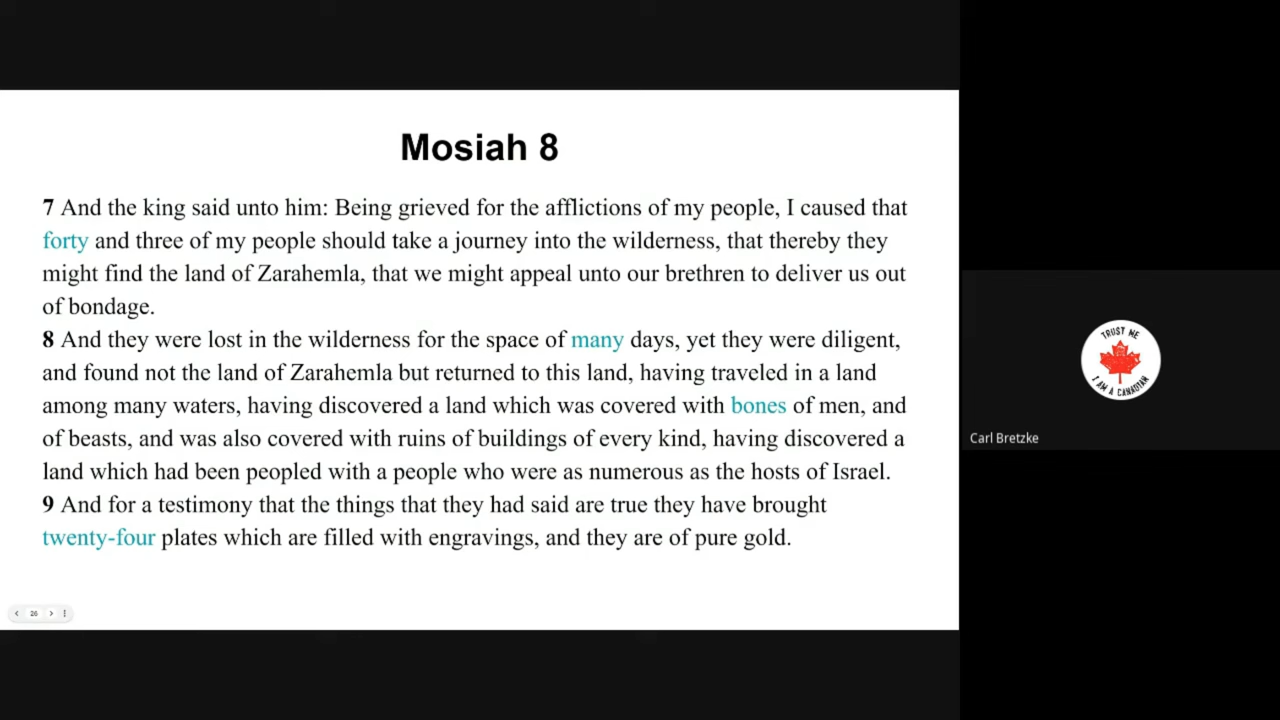 Mosiah 8
7 And the king said unto him: Being grieved for the afflictions of my people, I caused that
forty and three of my people should take a journey into the wilderness, that thereby they
might find the land of Zarahemla, that we might appeal unto our brethren to deliver us out
of bondage.
8 And they were lost in the wilderness for the space of many days, yet they were diligent,
and found not the land of Zarahemla but returned to this land, having traveled in a land
among many waters, having discovered a land which was covered with bones of men, and
of beasts, and was also covered with ruins of buildings of every kind, having discovered a
land which had been peopled with a people who were as numerous as the hosts of Israel.
9 And for a testimony that the things that they had said are true they have brought
twenty-four plates which are filled with engravings, and they are of pure gold.
26
TRUST ME
I AM A CANADIAN
Carl Bretzke